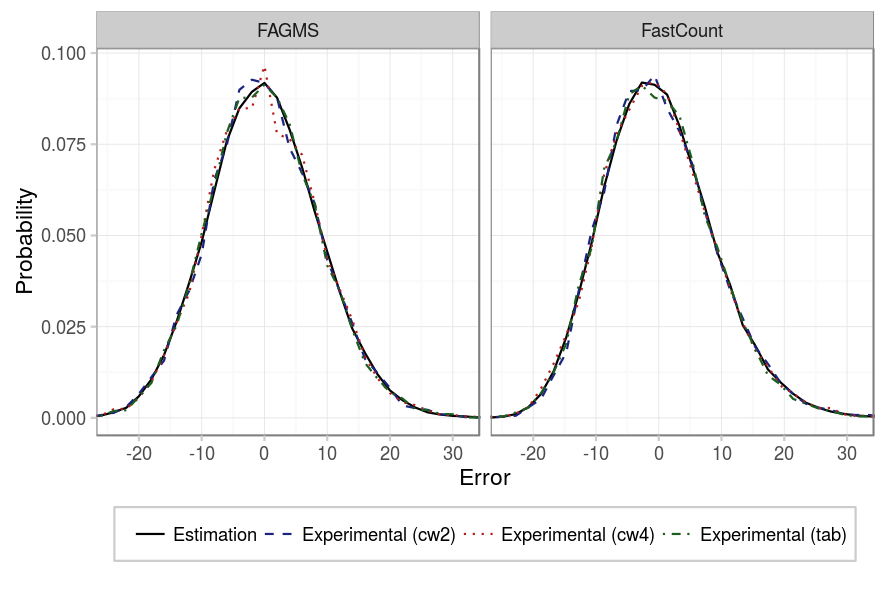 FAGMS FastCount
0.100
0.075
0.050
0.025
0.000
Probability
-20 -10 0 10 20 30 -20 -10 0 10 20 30
Error
Estimation Experimental (cw2) Experimental (cw4) Experimental (tab)